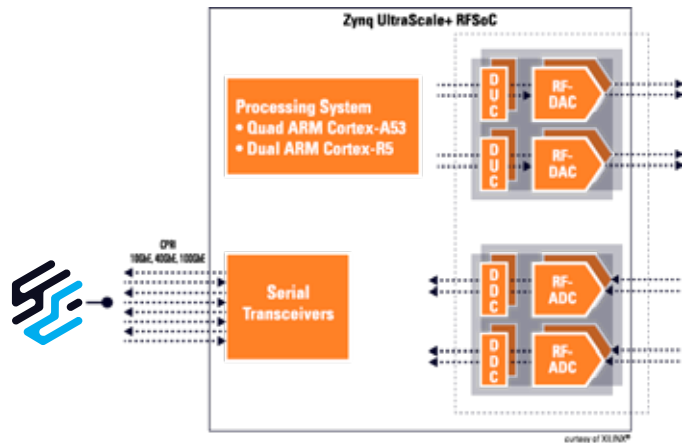 Zynq UltraScale+ RFSoC
Processing System
• Quad ARM Cortex-A53
• Dual ARM Cortex-R5
DUC
RF-
DAC
DUC
RF-
DAC
CPRI
10GbE, 40GbE, 100GbE
Serial
Transceivers
DDC
RF-
ADC
DDC
RF-
ADC
curtesy of XILINX®